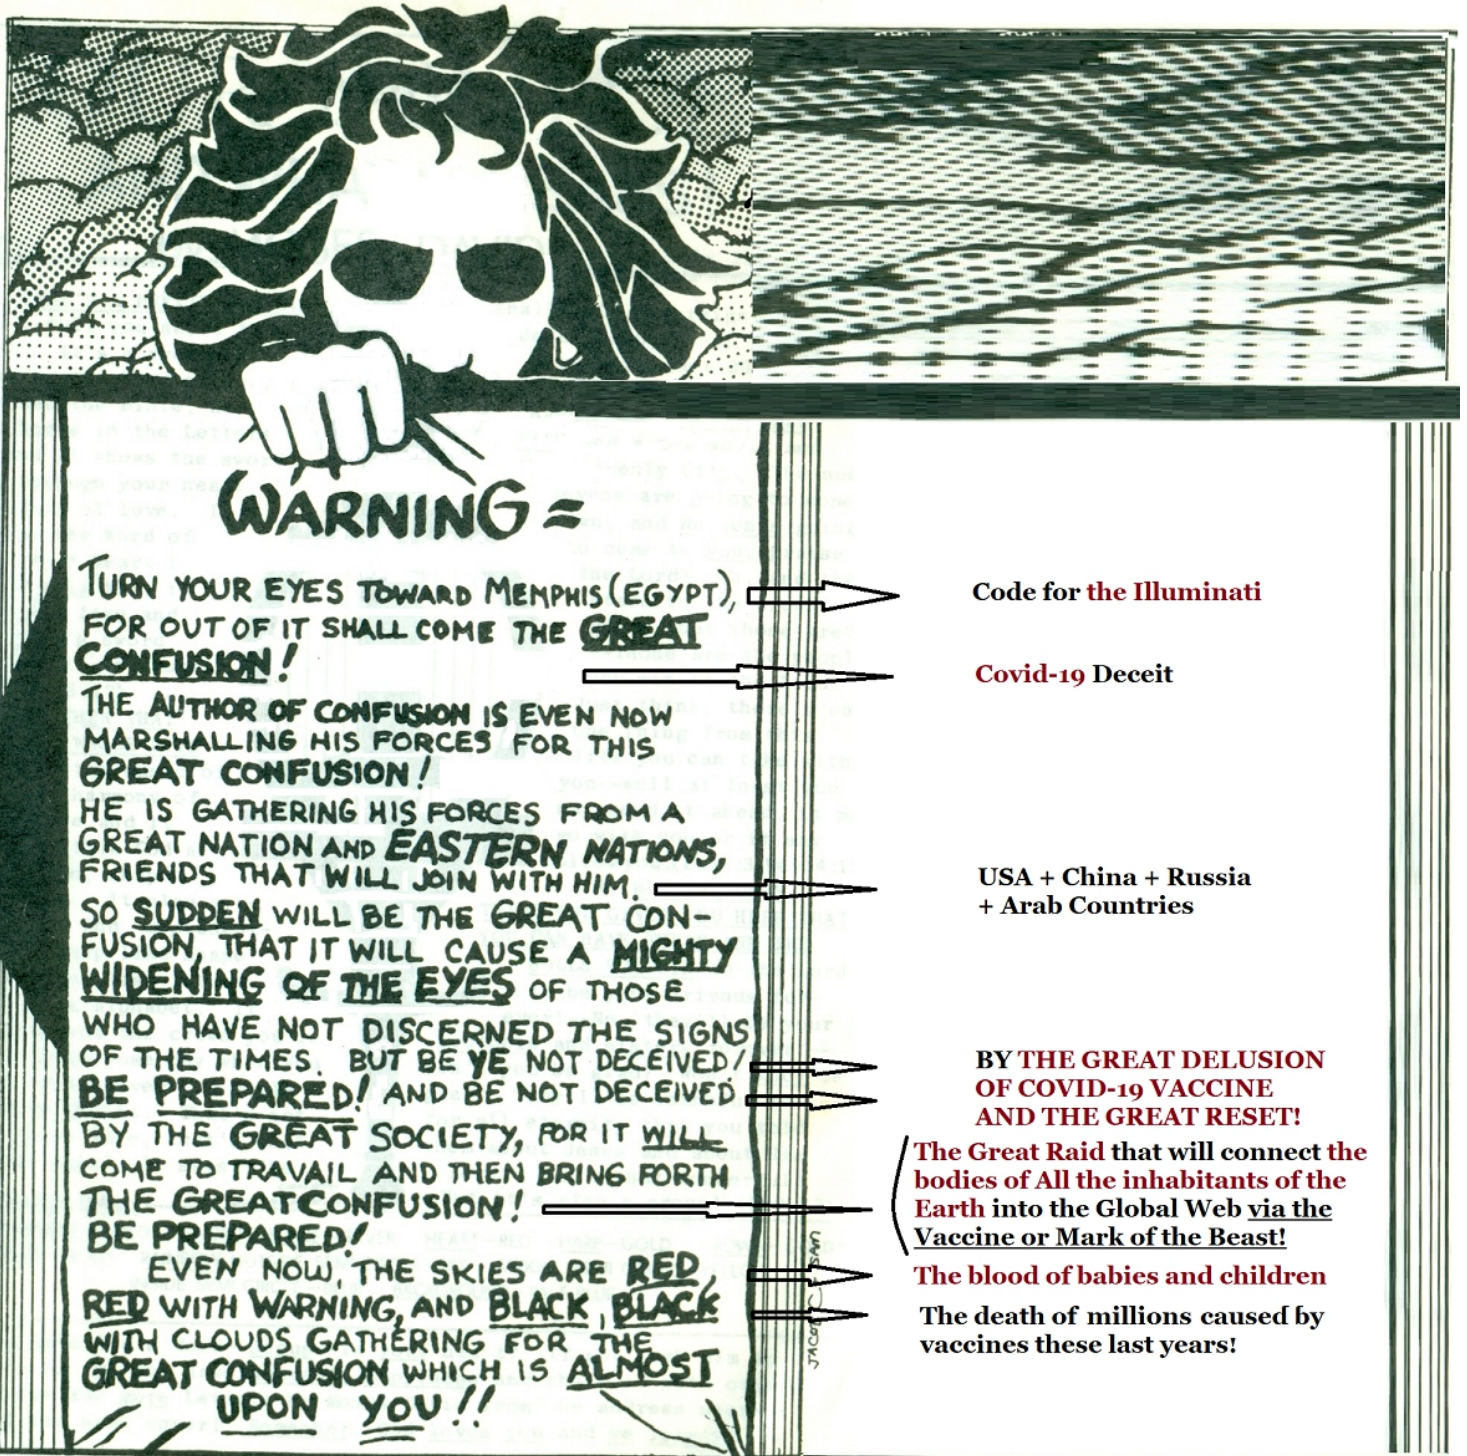 WARNING =
TURN YOUR EYES TOWARD MEMPHIS (EGYPT),
FOR OUT OF IT SHALL COME THE GREAT
CONFUSION!
THE AUTHOR OF CONFUSION IS EVEN NOW
MARSHALLING HIS FORCES FOR THIS
GREAT CONFUSION!
HE IS GATHERING HIS FORCES FROM A
GREAT NATION AND EASTERN NATIONS,
FRIENDS THAT WILL JOIN WITH HIM.
SO SUDDEN WILL BE THE GREAT CON-
FUSION, THAT IT WILL CAUSE A MIGHTY
WIDENING OF THE EYES OF THOSE
WHO HAVE NOT DISCERNED THE SIGNS
OF THE TIMES. BUT BE YE NOT DECEIVED!
BE PREPARED! AND BE NOT DECEIVED
BY THE GREAT SOCIETY, FOR IT WILL
COME TO TRAVAIL AND THEN BRING FORTH
THE GREAT CONFUSION!
BE PREPARED!
EVEN NOW, THE SKIES ARE RED,
RED WITH WARNING, AND BLACK, BLACK
WITH CLOUDS GATHERING FOR THE
GREAT CONFUSION WHICH IS ALMOST
UPON YOU!!
Code for the Illuminati
Covid-19 Deceit
USA + China + Russia
+ Arab Countries
BY THE GREAT DELUSION
OF COVID-19 VACCINE
AND THE GREAT RESET!
The Great Raid that will connect the
bodies of All the inhabitants of the
Earth into the Global Web via the
Vaccine or Mark of the Beast!
The blood of babies and children
The death of millions caused by
vaccines these last years!